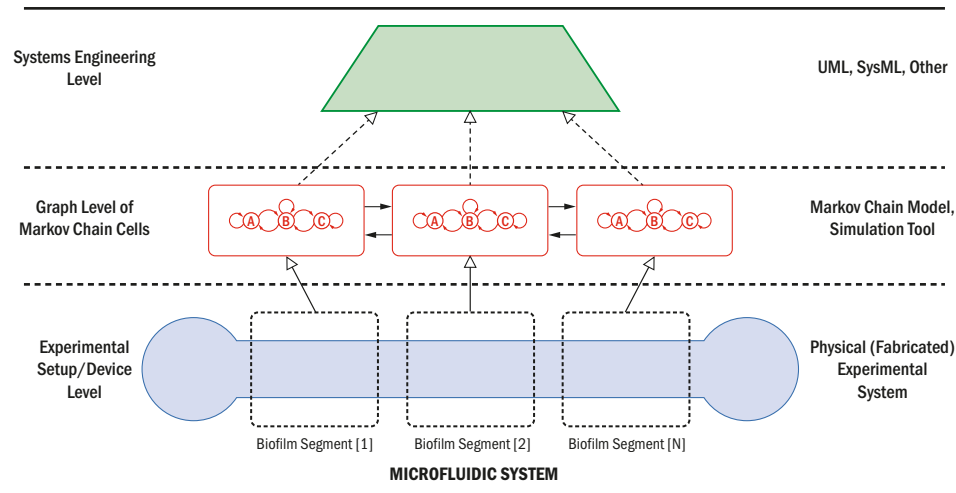 Systems Engineering
Level
UML, SysML, Other
Graph Level of
Markov Chain Cells
A B C
A B C
A B C
Markov Chain Model,
Simulation Tool
Experimental
Setup/Device
Level
Physical (Fabricated)
Experimental
System
Biofilm Segment [1]
Biofilm Segment [2]
Biofilm Segment [N]
MICROFLUIDIC SYSTEM